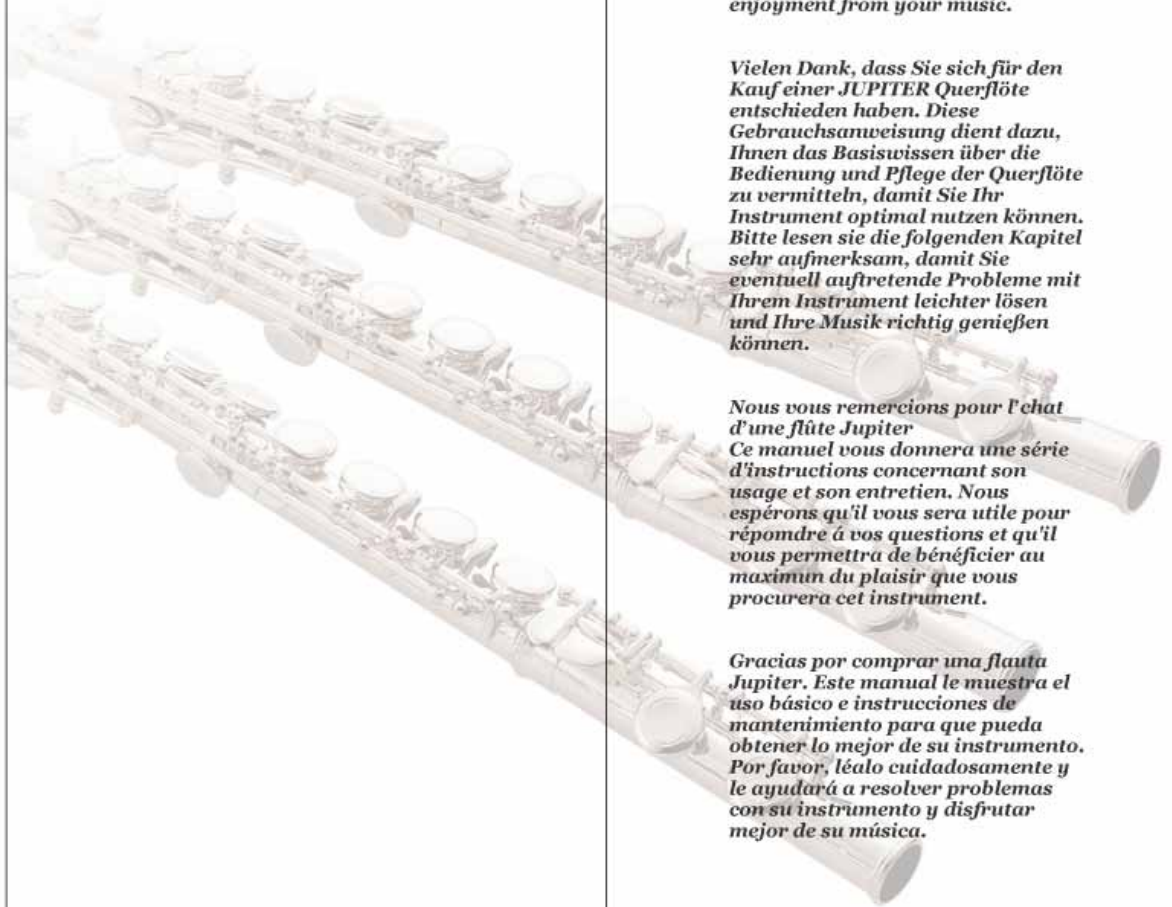 enjoyment from your music.
Vielen Dank, dass Sie sich für den
Kauf einer JUPITER Querflöte
entschieden haben. Diese
Gebrauchsanweisung dient dazu,
Ihnen das Basiswissen über die
Bedienung und Pflege der Querflöte
zu vermitteln, damit Sie Ihr
Instrument optimal nutzen können.
Bitte lesen sie die folgenden Kapitel
sehr aufmerksam, damit Sie
eventuell auftretende Probleme mit
Ihrem Instrument leichter lösen
und Ihre Musik richtig genießen
können.
Nous vous remercions pour l'chat
d'une flûte Jupiter
Ce manuel vous donnera une série
d'instructions concernant son
usage et son entretien. Nous
espérons qu'il vous sera utile pour
répomdre á vos questions et qu'il
vous permettra de bénéficier au
maximun du plaisir que vous
procurera cet instrument.
Gracias por comprar una flauta
Jupiter. Este manual le muestra el
uso básico e instrucciones de
mantenimiento para que pueda
obtener lo mejor de su instrumento.
Por favor, léalo cuidadosamente y
le ayudará a resolver problemas
con su instrumento y disfrutar
mejor de su música.